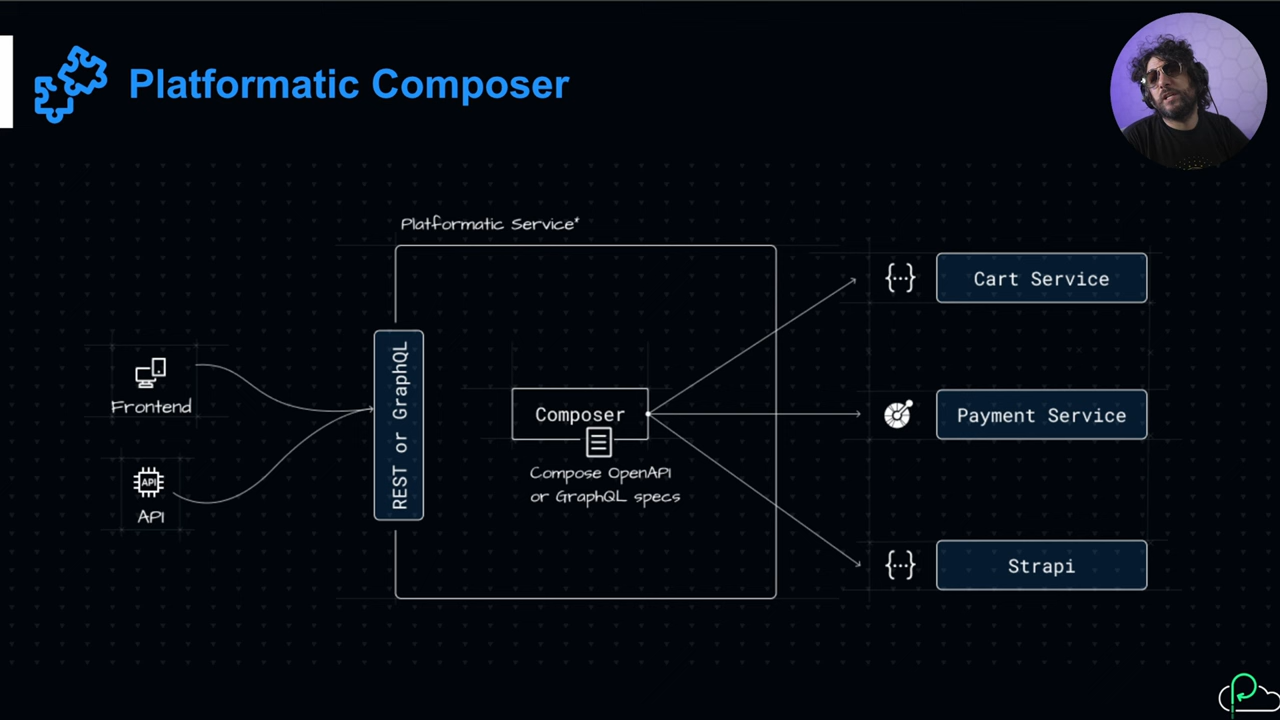 Platformatic Composer
Platformatic Service*
Cart Service
Frontend
REST or GraphQL
Composer
Payment Service
Compose OpenAPI
or GraphQL specs
API
API
Strapi